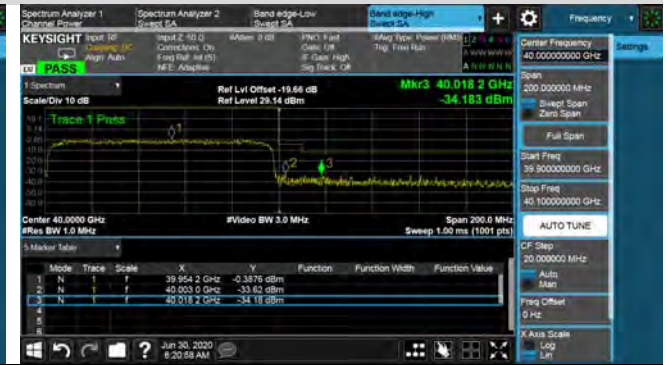 Spectrum Analyzer 1
Channel Power
Spectrum Analyzer 2
Swept SA
Band edge-Low
Swept SA
Band edge-High
Swept SA
Frequency
KEYSIGHT
Input: RF
Align: Auto
Input Z: 50 Ω
Corrections: On
Freq Ref: Int (S)
NFE: Adaptive
#Atten: 0 dB
PNO: Fast
Gate: Off
IF Gain: High
Sig Track: Off
Trig: Free Run
PASS
Settings
Center Frequency
40.000000000 GHz
Span
200.000000 MHz
Swept Span
Zero Span
Full Span
Start Freq
39.900000000 GHz
Stop Freq
40.100000000 GHz
AUTO TUNE
CF Step
20.000000 MHz
Auto
Man
Freq Offset
0 Hz
X Axis Scale
Log
Lin
1 Spectrum
Scale/Div 10 dB
Ref Lvl Offset -19.66 dB
Ref Level 29.14 dBm
Mkr3 40.018 2 GHz
-34.183 dBm
Trace 1 Pass
1
2
3
Center 40.0000 GHz
#Res BW 1.0 MHz
#Video BW 3.0 MHz
Span 200.0 MHz
Sweep 1.00 ms (1001 pts)
5 Marker Table
Mode Trace Scale X Y Function Function Width Function Value
1 N 1 f 39.954 2 GHz -0.3876 dBm
2 N 1 f 40.003 0 GHz -33.62 dBm
3 N 1 f 40.018 2 GHz -34.18 dBm
4
5
6
Jun 30, 2020
6:20:58 AM